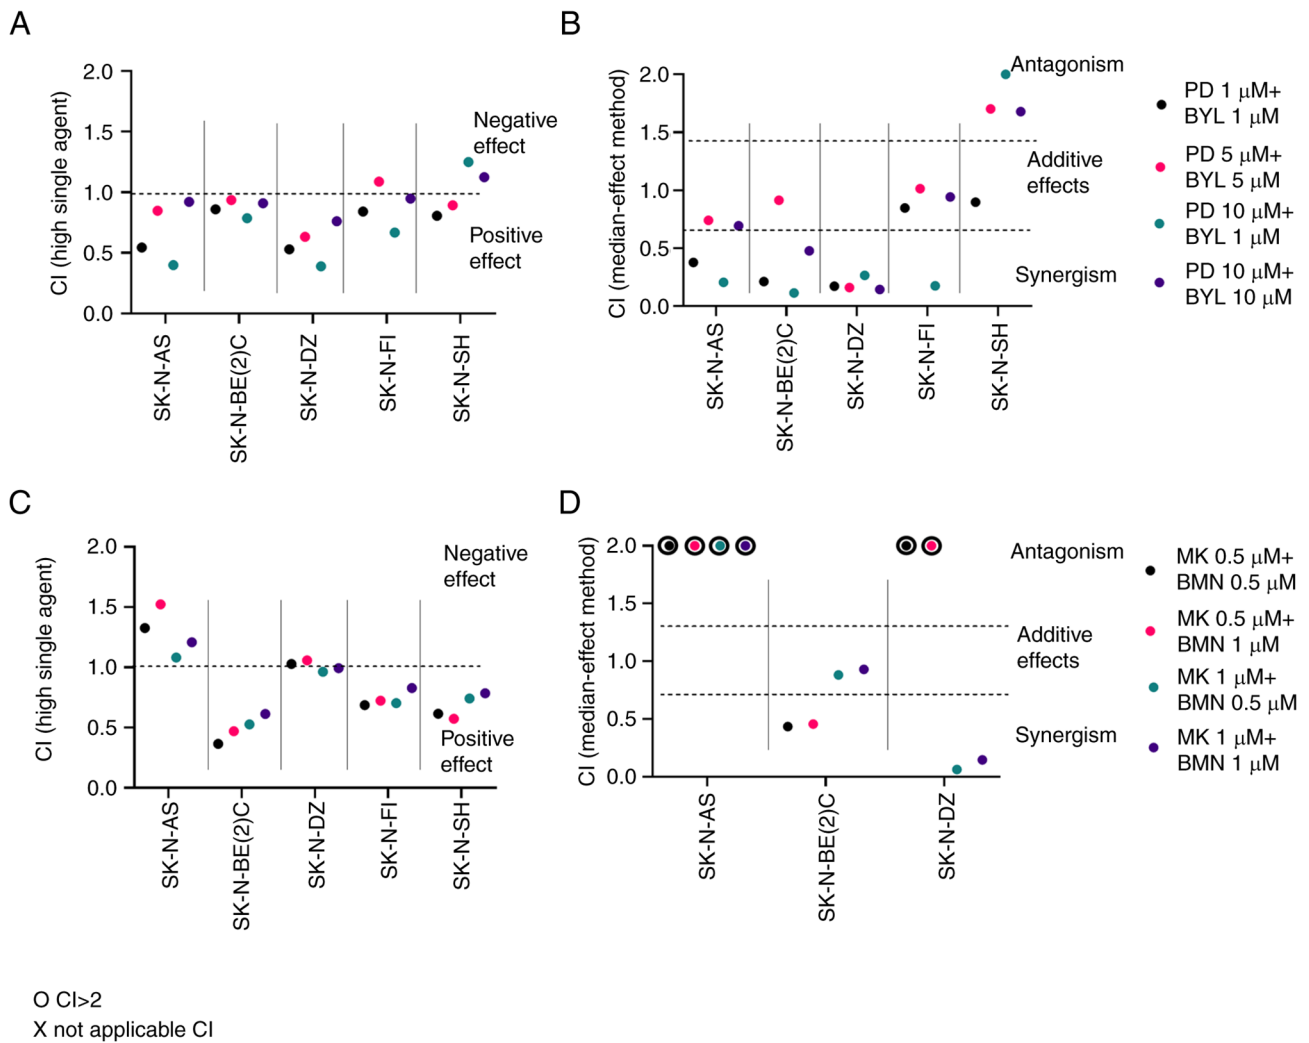 A
CI (high single agent)
2.0
1.5
1.0
0.5
0.0
Negative
effect
Positive
effect
SK-N-AS
SK-N-BE(2)C
SK-N-DZ
SK-N-FI
SK-N-SH
B
CI (median-effect method)
2.0
1.5
1.0
0.5
0.0
Antagonism
Additive
effects
Synergism
SK-N-AS
SK-N-BE(2)C
SK-N-DZ
SK-N-FI
SK-N-SH
PD 1 μM+
BYL 1 μM
PD 5 μM+
BYL 5 μM
PD 10 μM+
BYL 1 μM
PD 10 μM+
BYL 10 μM
C
CI (high single agent)
2.0
1.5
1.0
0.5
0.0
Negative
effect
Positive
effect
SK-N-AS
SK-N-BE(2)C
SK-N-DZ
SK-N-FI
SK-N-SH
D
CI (median-effect method)
2.0
1.5
1.0
0.5
0.0
Antagonism
Additive
effects
Synergism
SK-N-AS
SK-N-BE(2)C
SK-N-DZ
MK 0.5 μM+
BMN 0.5 μM
MK 0.5 μM+
BMN 1 μM
MK 1 μM+
BMN 0.5 μM
MK 1 μM+
BMN 1 μM
O CI>2
X not applicable CI